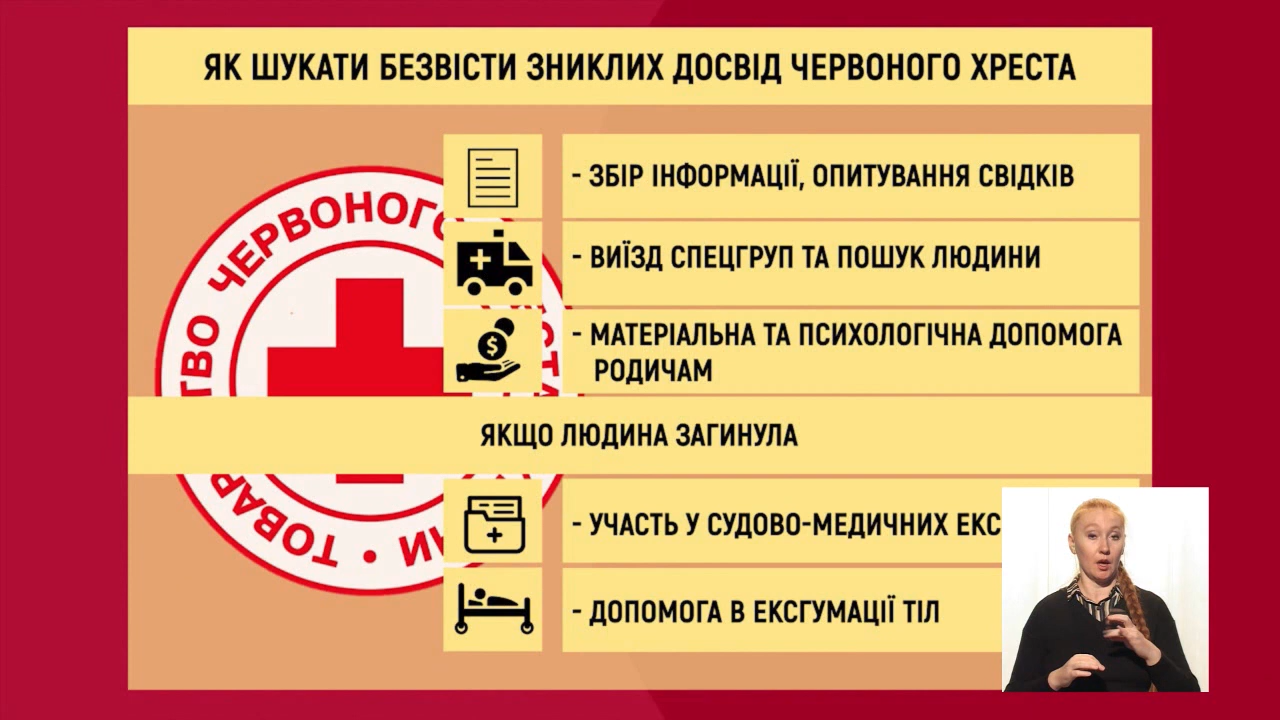 ЯК ШУКАТИ БЕЗВІСТИ ЗНИКЛИХ ДОСВІД ЧЕРВОНОГО ХРЕСТА
- ЗБІР ІНФОРМАЦІЇ, ОПИТУВАННЯ СВІДКІВ
- ВИЇЗД СПЕЦГРУП ТА ПОШУК ЛЮДИНИ
- МАТЕРІАЛЬНА ТА ПСИХОЛОГІЧНА ДОПОМОГА
РОДИЧАМ
ЯКЩО ЛЮДИНА ЗАГИНУЛА
- УЧАСТЬ У СУДОВО-МЕДИЧНИХ
- ДОПОМОГА В ЕКСГУМАЦІЇ ТІЛ
ЧЕРВОНОГО